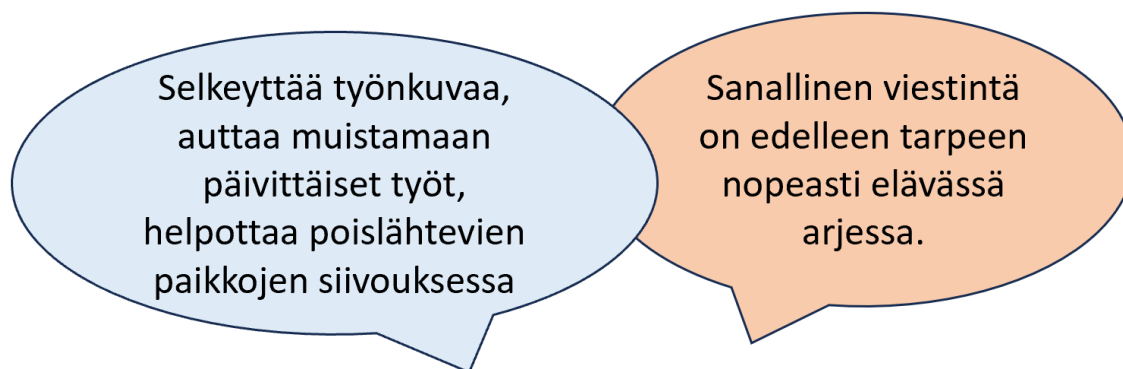 Selkeyttää työnkuvaa,
auttaa muistamaan
päivittäiset työt,
helpottaa poislähtevien
paikkojen siivouksessa
Sanallinen viestintä
on edelleen tarpeen
nopeasti elävässä
arjessa.